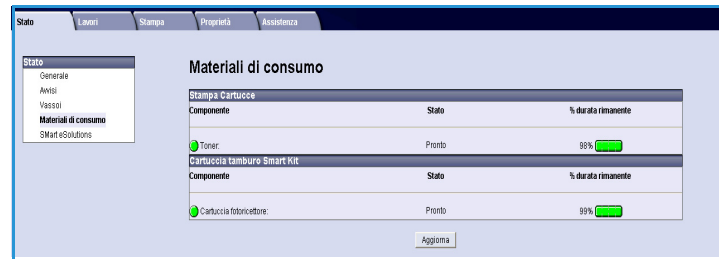 Stato Lavori Stampa Proprietà Assistenza
Stato
Generale
Avvisi
Vassoi
Materiali di consumo
SMart eSolutions
Materiali di consumo
Stampa Cartucce
Componente Stato % durata rimanente
Toner: Pronto 98%
Cartuccia tamburo Smart Kit
Componente Stato % durata rimanente
Cartuccia fotoricettore: Pronto 99%
Aggiorna